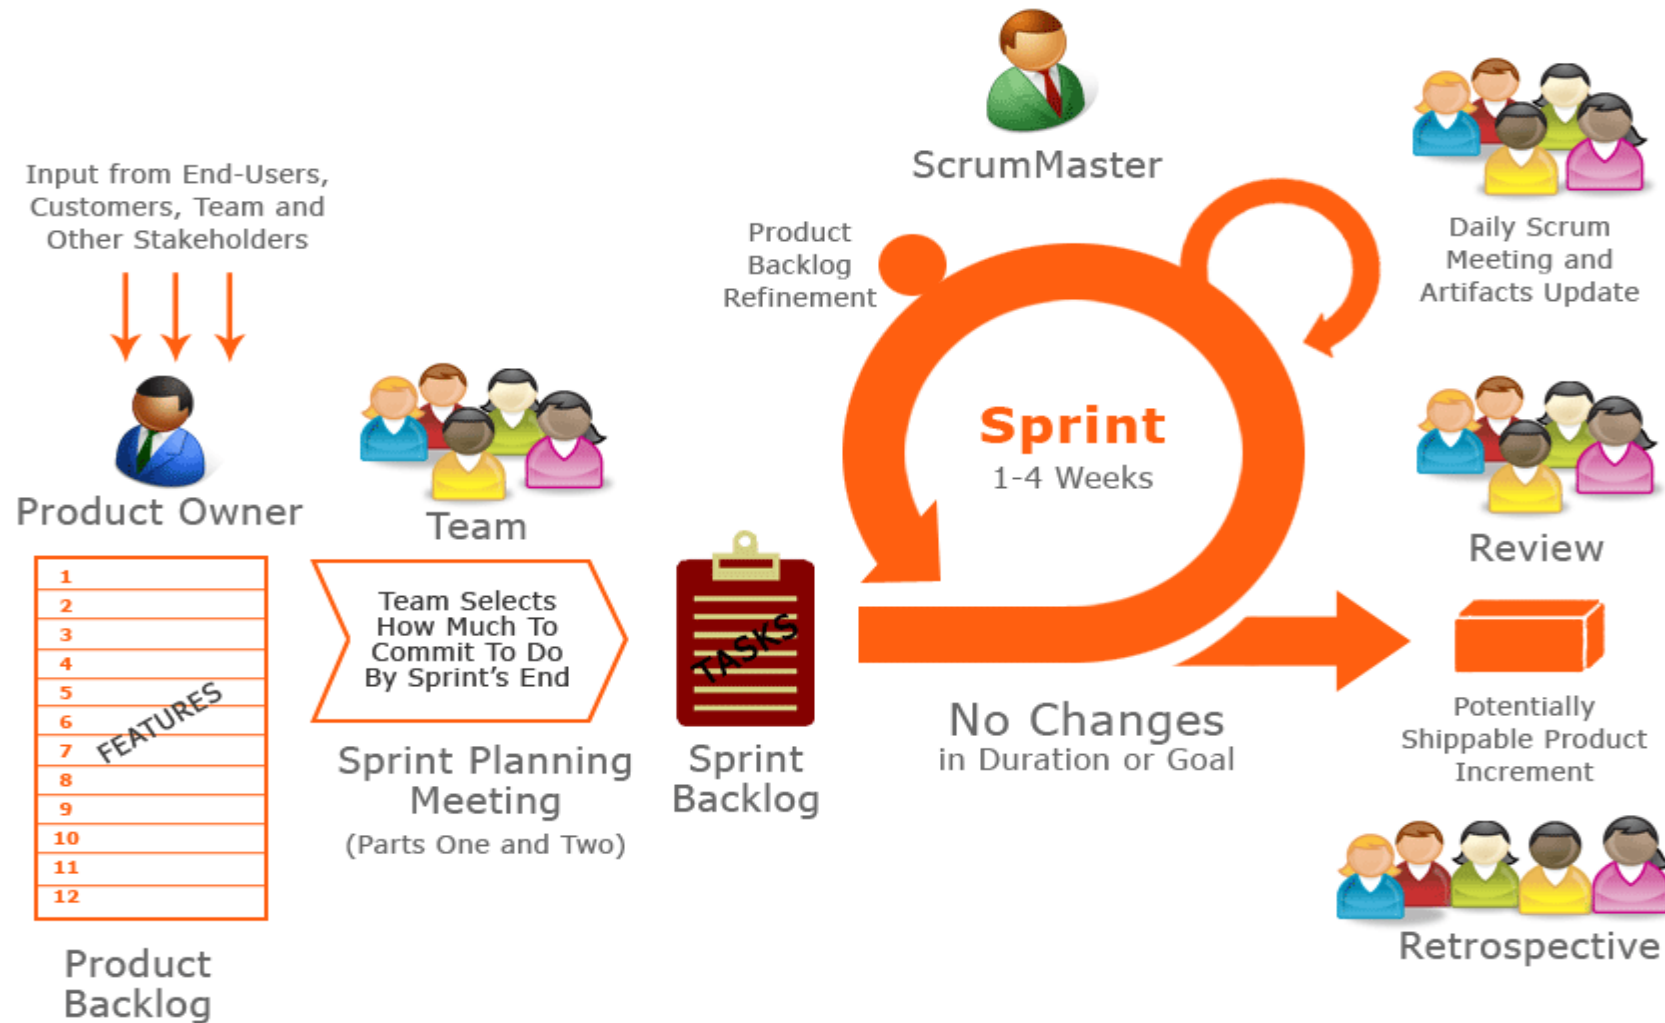 Input from End-Users,
Customers, Team and
Other Stakeholders
Product Owner
1
2
3
4
5
6
7
8
9
10
11
12
FEATURES
Product
Backlog
Team
Team Selects
How Much To
Commit To Do
By Sprint’s End
Sprint Planning
Meeting
(Parts One and Two)
TASKS
Sprint
Backlog
ScrumMaster
Product
Backlog
Refinement
Sprint
1-4 Weeks
No Changes
in Duration or Goal
Daily Scrum
Meeting and
Artifacts Update
Review
Potentially
Shippable Product
Increment
Retrospective